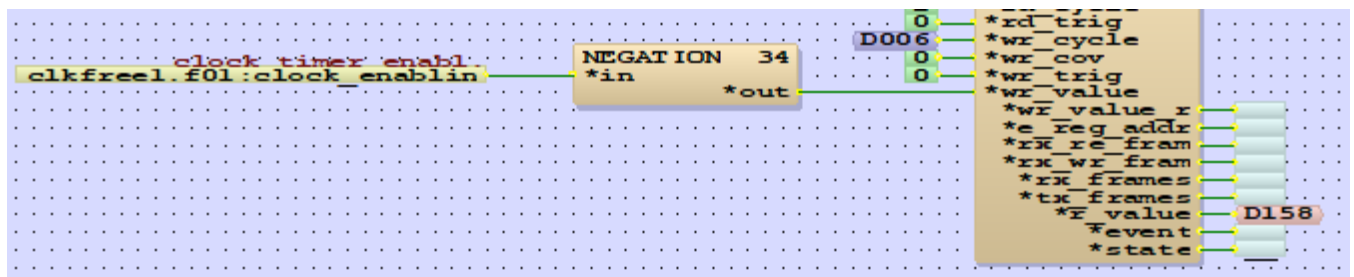 0 *rd_trig
D006 *wr_cycle
clock timer enabl. NEGATION 34 0 *wr_cov
clkfree1.f01:clock_enablin *in 0 *wr_trig
*out *wr_value
*wr_value_r
*e_reg_addr
*rx_re_fram
*rx_wr_fram
*rx_frames
*tx_frames
*r_value D158
*event
*state